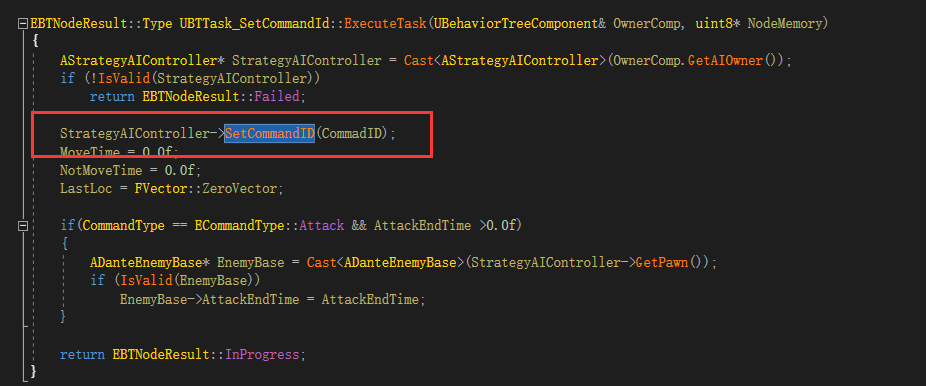 EBTNodeResult::Type UBTTask_SetCommandId::ExecuteTask(UBehaviorTreeComponent& OwnerComp, uint8* NodeMemory)
{
AStrategyAIController* StrategyAIController = Cast<AStrategyAIController>(OwnerComp.GetAIOwner());
if (!IsValid(StrategyAIController))
return EBTNodeResult::Failed;
StrategyAIController->SetCommandID(CommadID);
MoveTime = 0.0f;
NotMoveTime = 0.0f;
LastLoc = FVector::ZeroVector;
if(CommandType == ECommandType::Attack && AttackEndTime >0.0f)
{
ADanteEnemyBase* EnemyBase = Cast<ADanteEnemyBase>(StrategyAIController->GetPawn());
if (IsValid(EnemyBase))
EnemyBase->AttackEndTime = AttackEndTime;
}
return EBTNodeResult::InProgress;
}